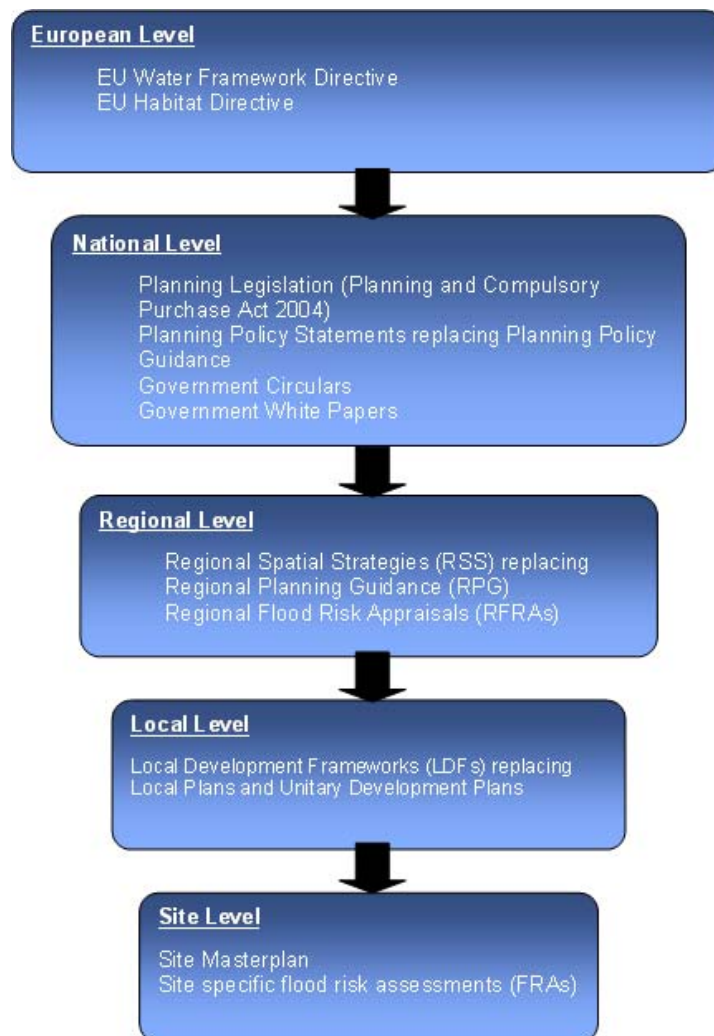 European Level
EU Water Framework Directive
EU Habitat Directive
National Level
Planning Legislation (Planning and Compulsory
Purchase Act 2004)
Planning Policy Statements replacing Planning Policy
Guidance
Government Circulars
Government White Papers
Regional Level
Regional Spatial Strategies (RSS) replacing
Regional Planning Guidance (RPG)
Regional Flood Risk Appraisals (RFRAs)
Local Level
Local Development Frameworks (LDFs) replacing
Local Plans and Unitary Development Plans
Site Level
Site Masterplan
Site specific flood risk assessments (FRAs)